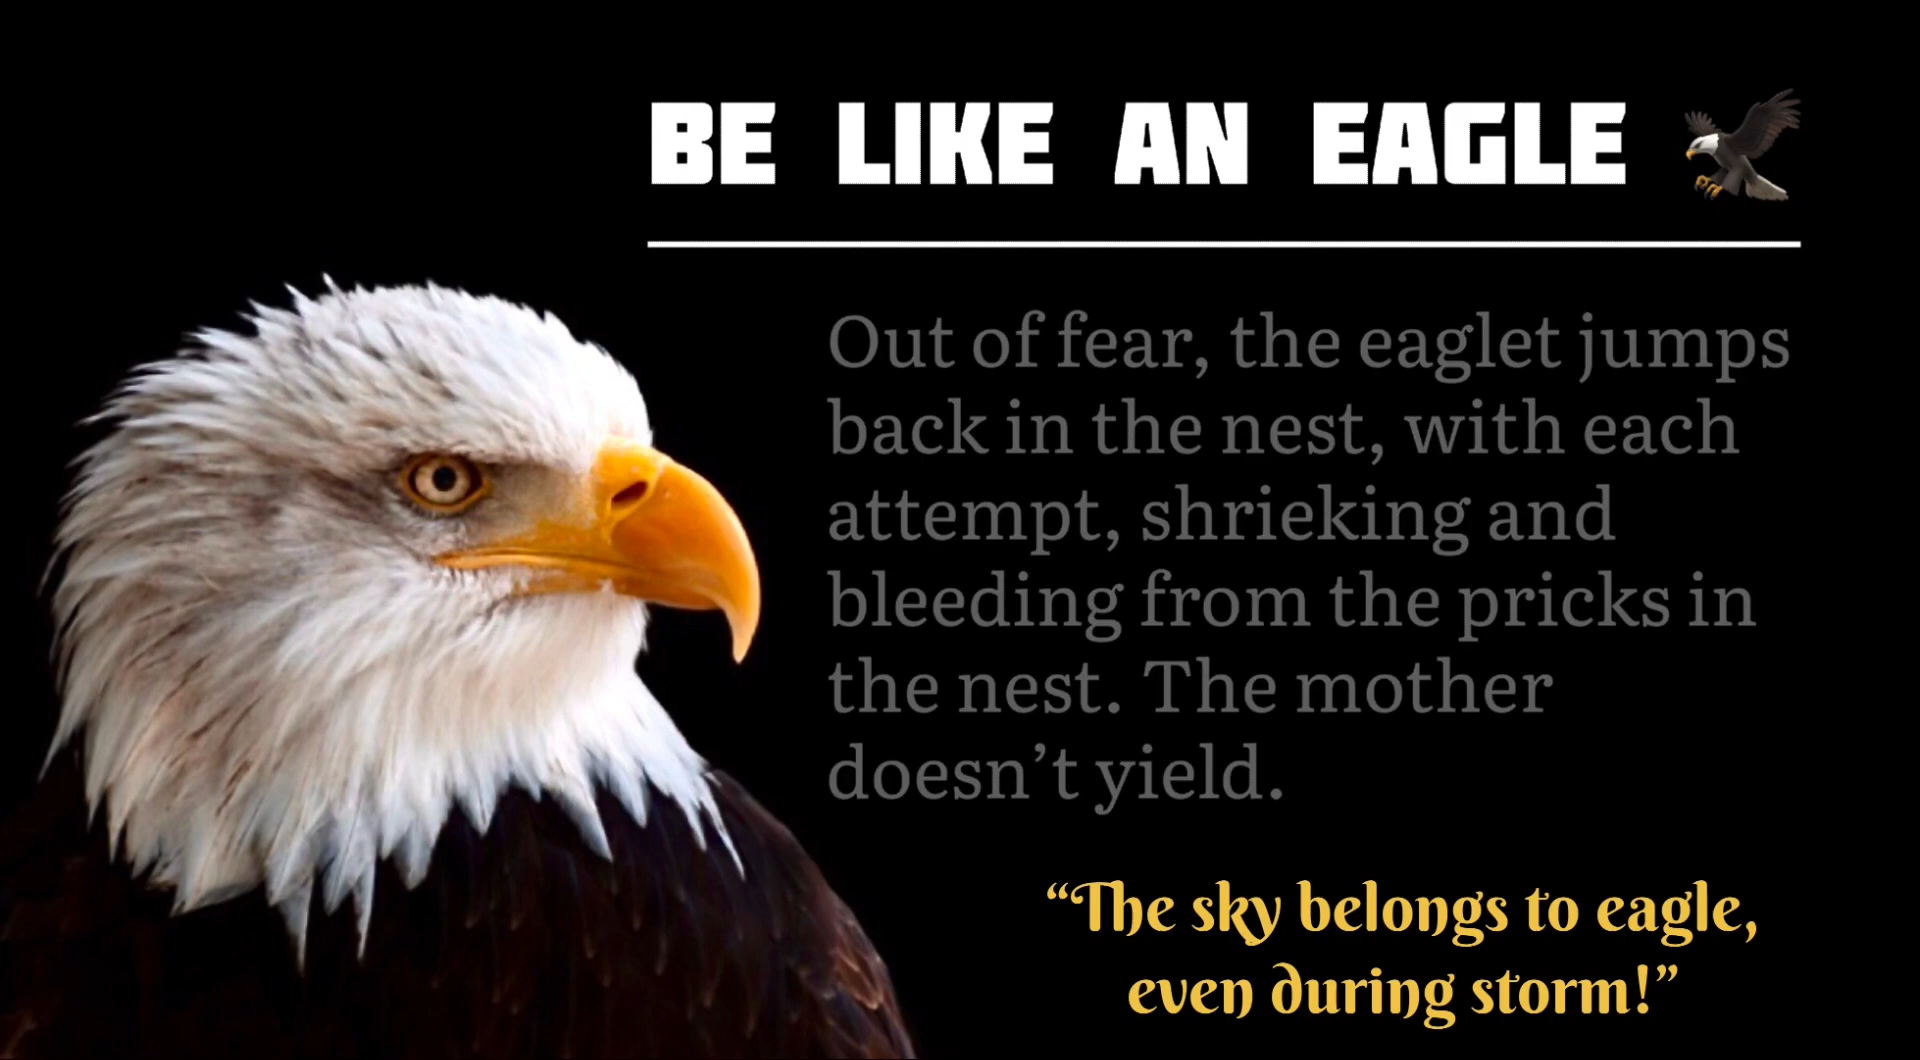 BE LIKE AN EAGLE 🦅
Out of fear, the eaglet jumps
back in the nest, with each
attempt, shrieking and
bleeding from the pricks in
the nest. The mother
doesn’t yield.
“The sky belongs to eagle,
even during storm!”